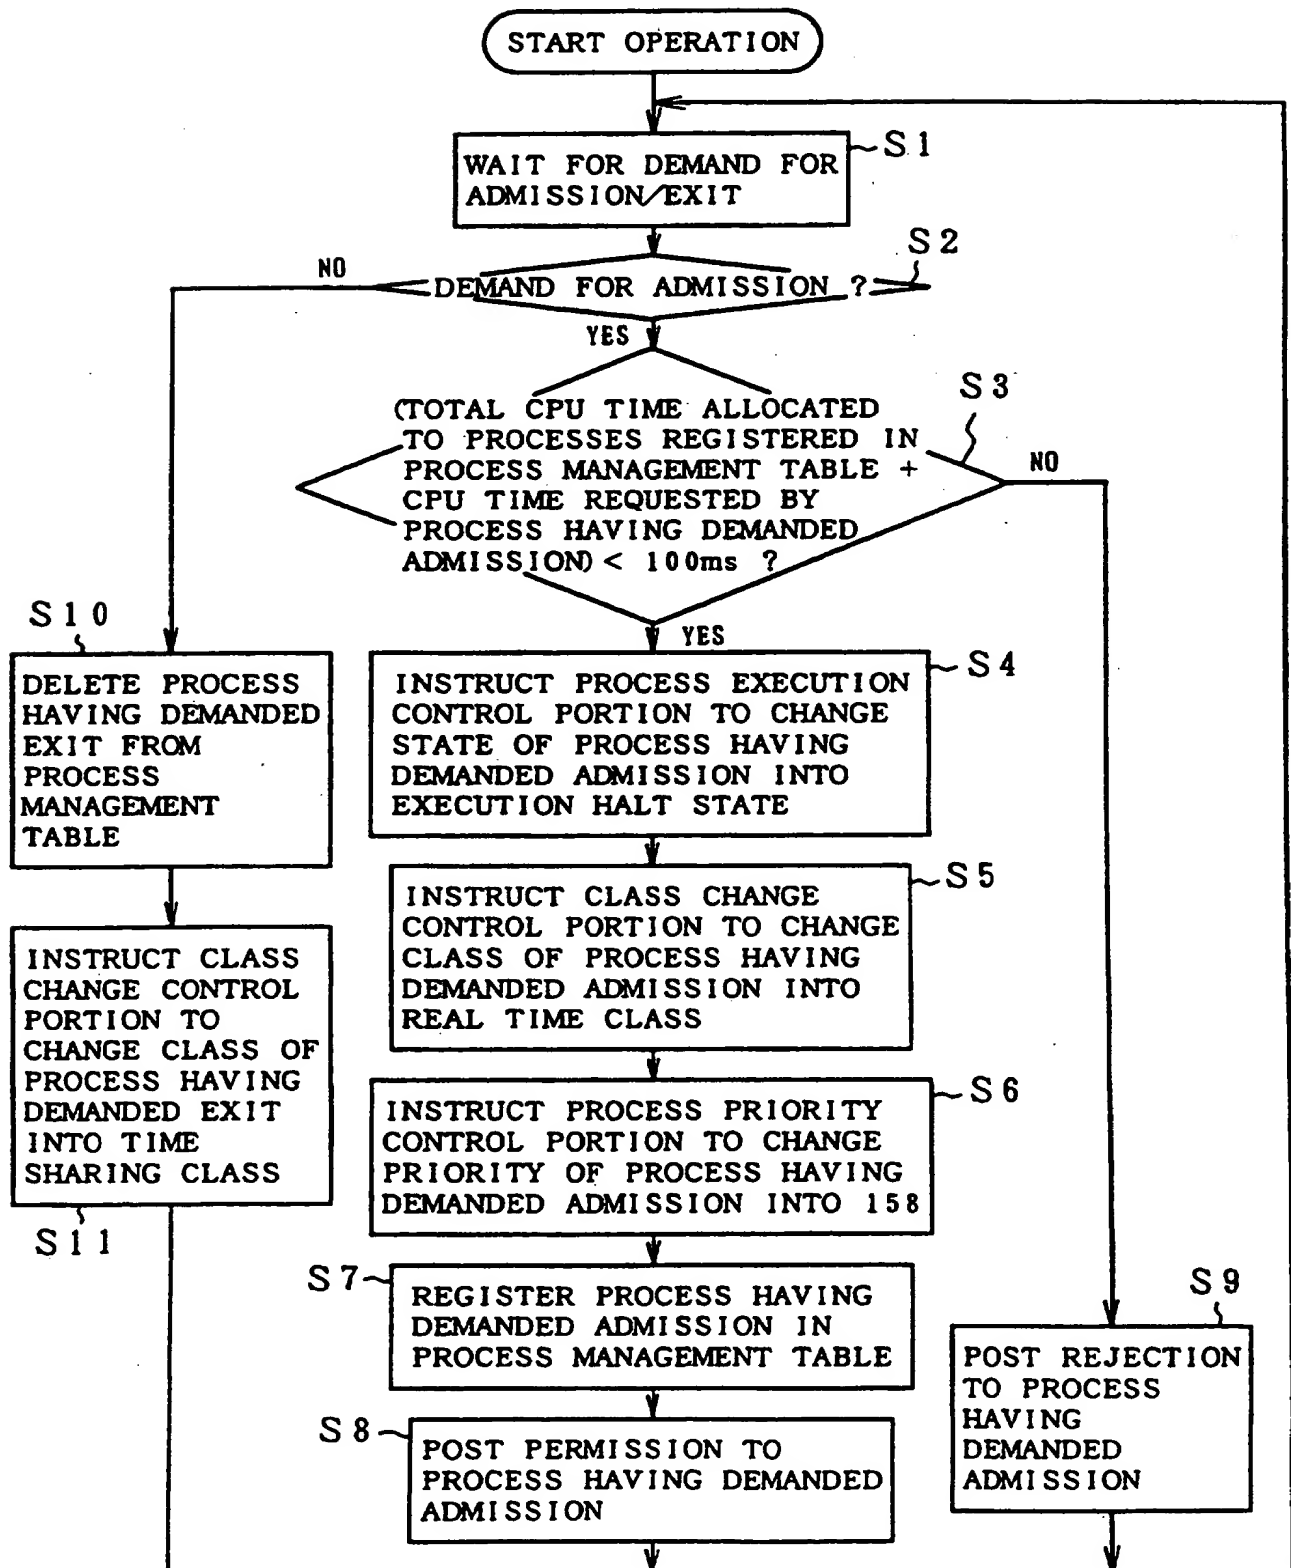 START OPERATION
S1
WAIT FOR DEMAND FOR
ADMISSION/EXIT
S2
NO
DEMAND FOR ADMISSION ?
YES
S3
(TOTAL CPU TIME ALLOCATED
TO PROCESSES REGISTERED IN
PROCESS MANAGEMENT TABLE +
CPU TIME REQUESTED BY
PROCESS HAVING DEMANDED
ADMISSION) < 100ms ?
NO
YES
S10
DELETE PROCESS
HAVING DEMANDED
EXIT FROM
PROCESS
MANAGEMENT
TABLE
S4
INSTRUCT PROCESS EXECUTION
CONTROL PORTION TO CHANGE
STATE OF PROCESS HAVING
DEMANDED ADMISSION INTO
EXECUTION HALT STATE
S5
INSTRUCT CLASS CHANGE
CONTROL PORTION TO CHANGE
CLASS OF PROCESS HAVING
DEMANDED ADMISSION INTO
REAL TIME CLASS
INSTRUCT CLASS
CHANGE CONTROL
PORTION TO
CHANGE CLASS OF
PROCESS HAVING
DEMANDED EXIT
INTO TIME
SHARING CLASS
S11
S6
INSTRUCT PROCESS PRIORITY
CONTROL PORTION TO CHANGE
PRIORITY OF PROCESS HAVING
DEMANDED ADMISSION INTO 158
S7
REGISTER PROCESS HAVING
DEMANDED ADMISSION IN
PROCESS MANAGEMENT TABLE
S9
POST REJECTION
TO PROCESS
HAVING
DEMANDED
ADMISSION
S8
POST PERMISSION TO
PROCESS HAVING DEMANDED
ADMISSION